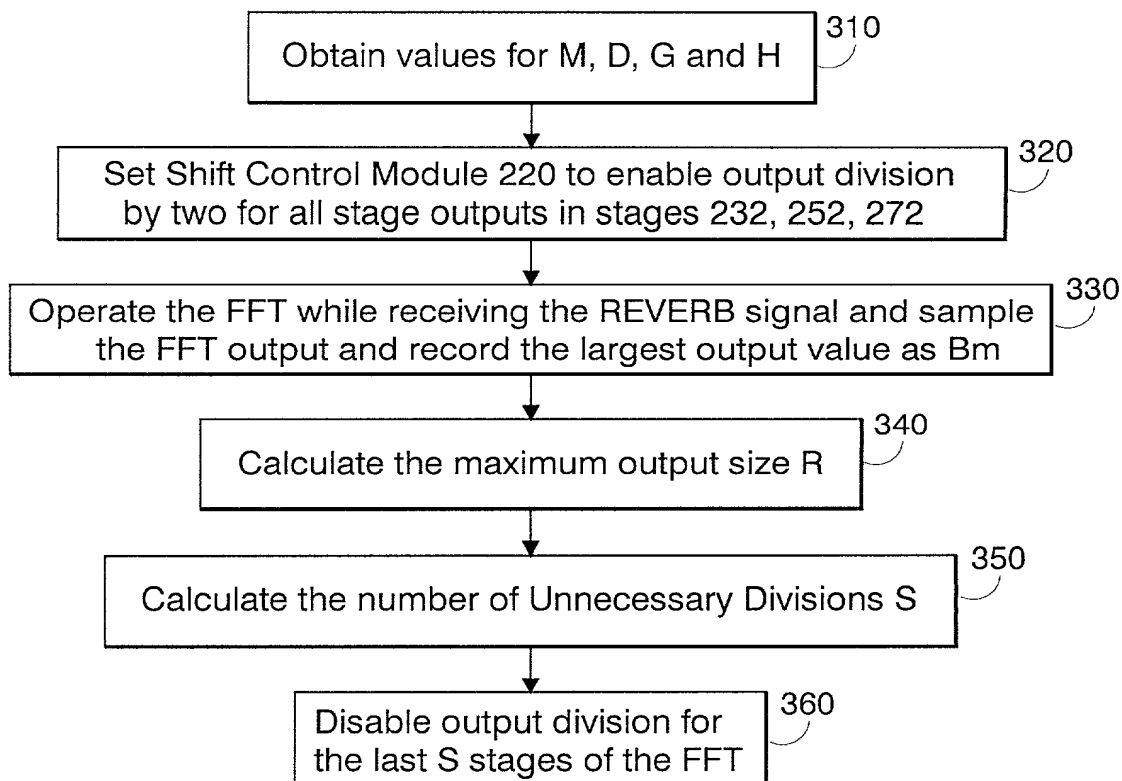 310
Obtain values for M, D, G and H
320
Set Shift Control Module 220 to enable output division
by two for all stage outputs in stages 232, 252, 272
330
Operate the FFT while receiving the REVERB signal and sample
the FFT output and record the largest output value as Bm
340
Calculate the maximum output size R
350
Calculate the number of Unnecessary Divisions S
360
Disable output division for
the last S stages of the FFT